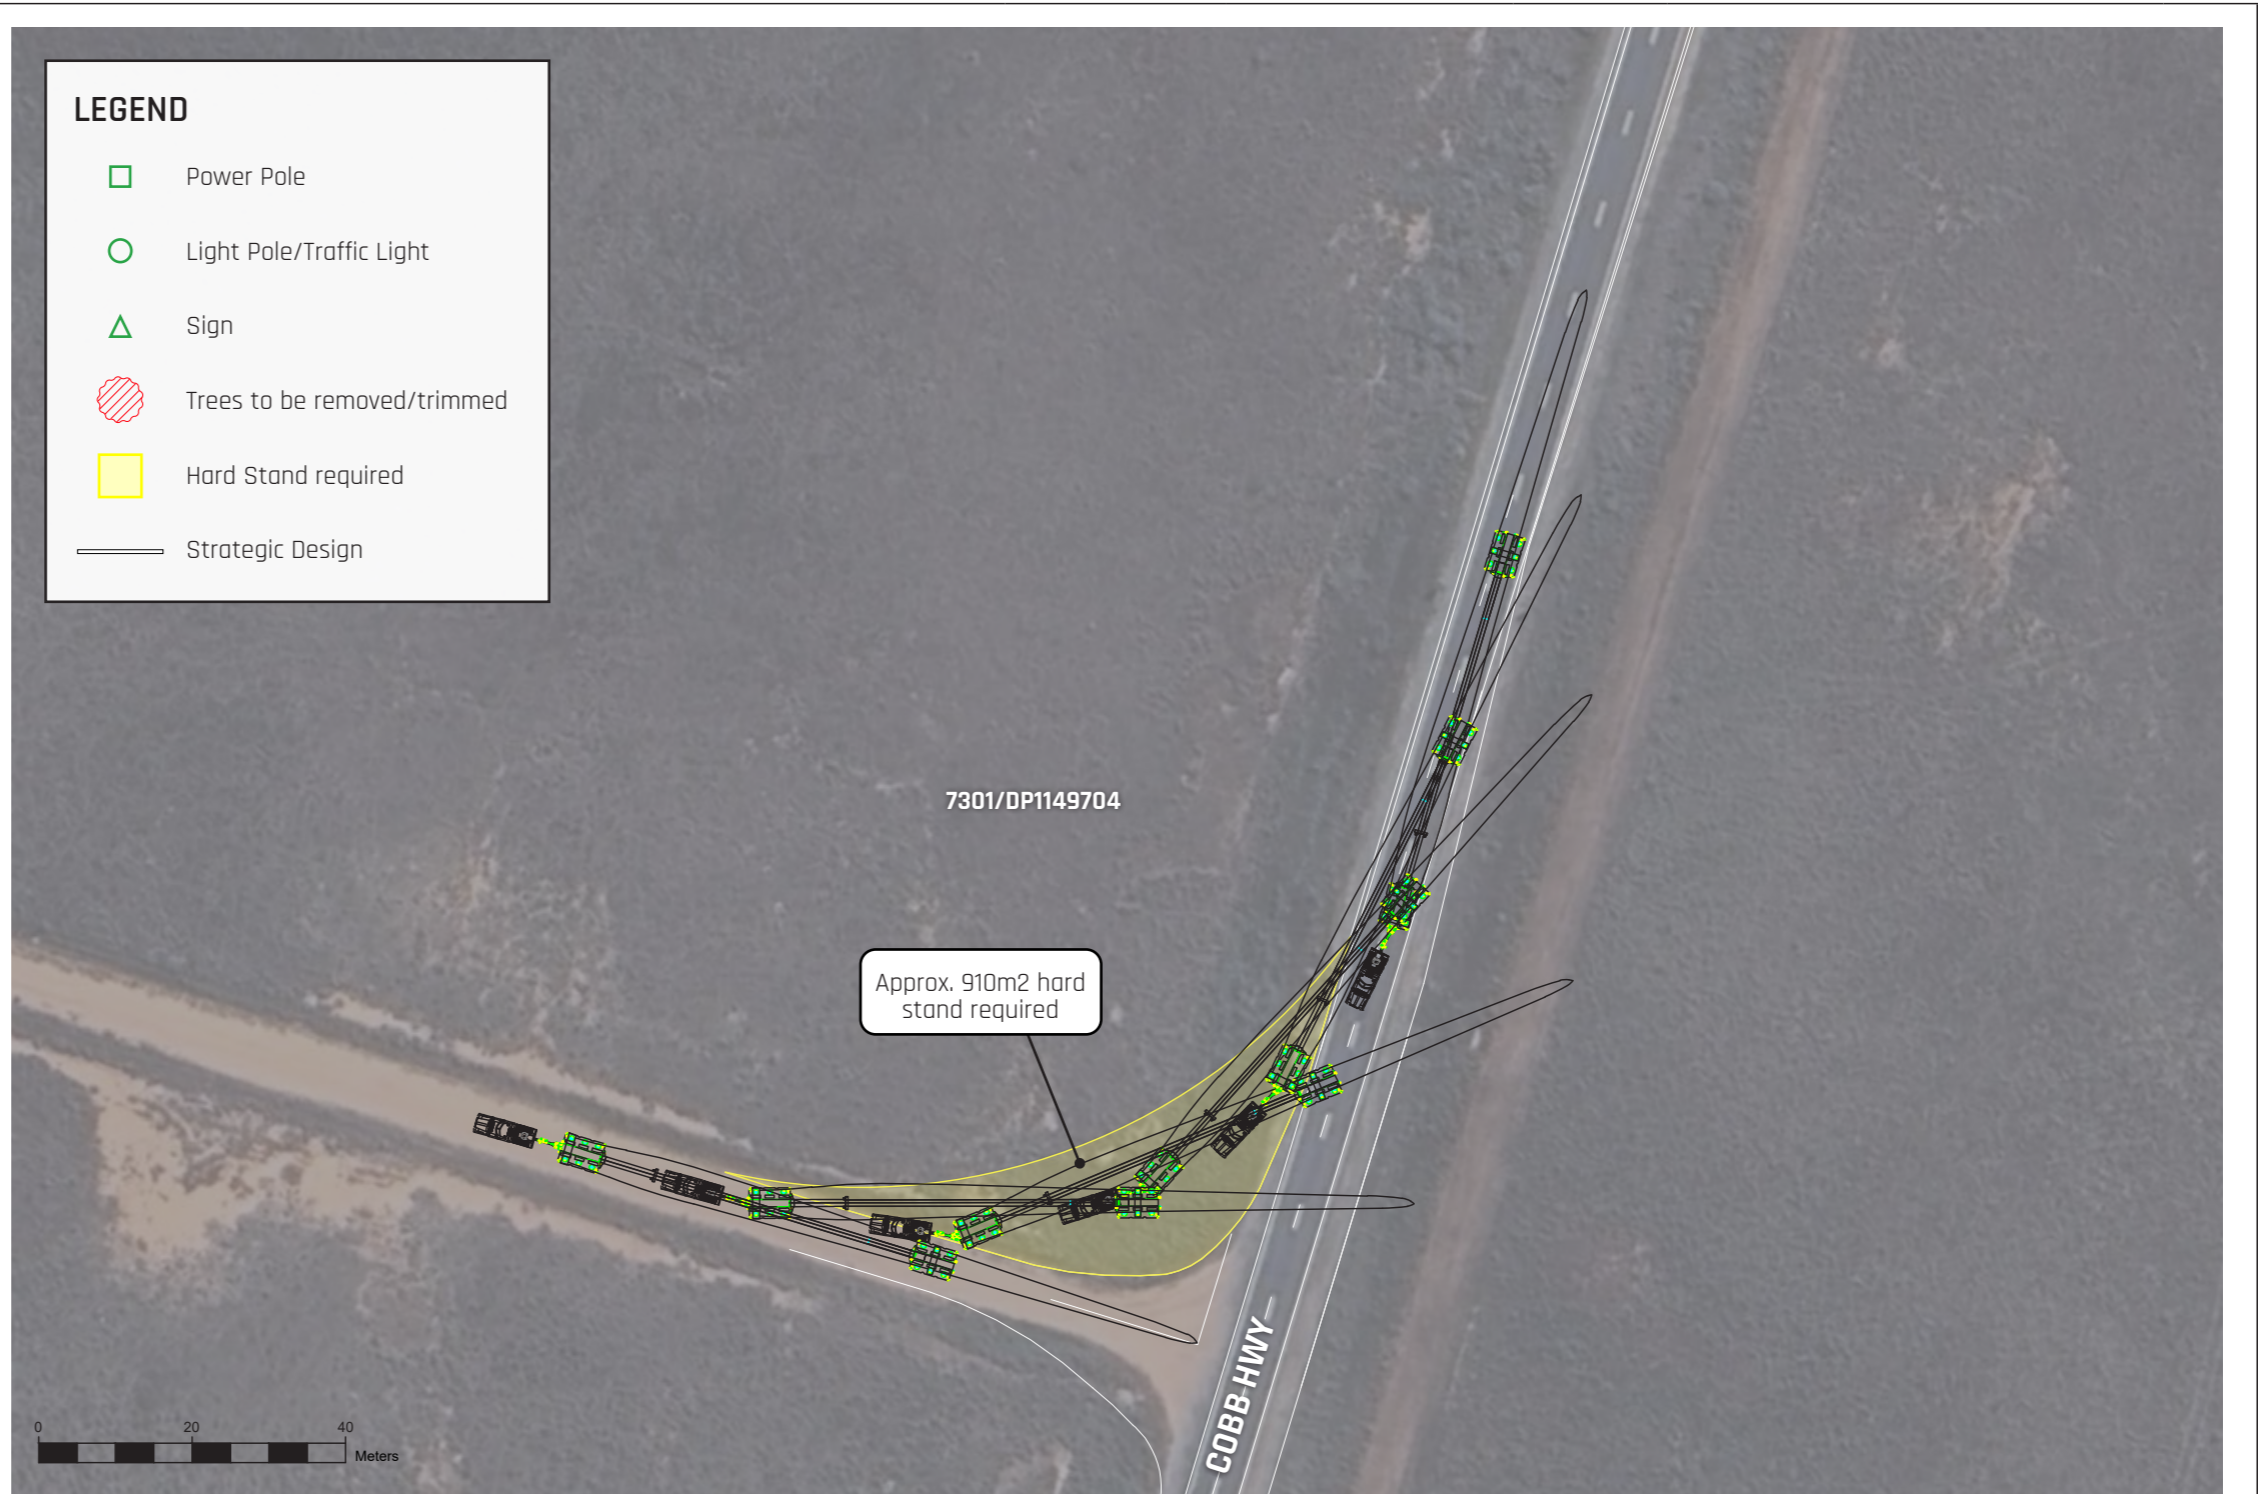 LEGEND
Power Pole
Light Pole/Traffic Light
Sign
Trees to be removed/trimmed
Hard Stand required
Strategic Design
7301/DP1149704
Approx. 910m2 hard
stand required
COBB HWY
0 20 40
Meters